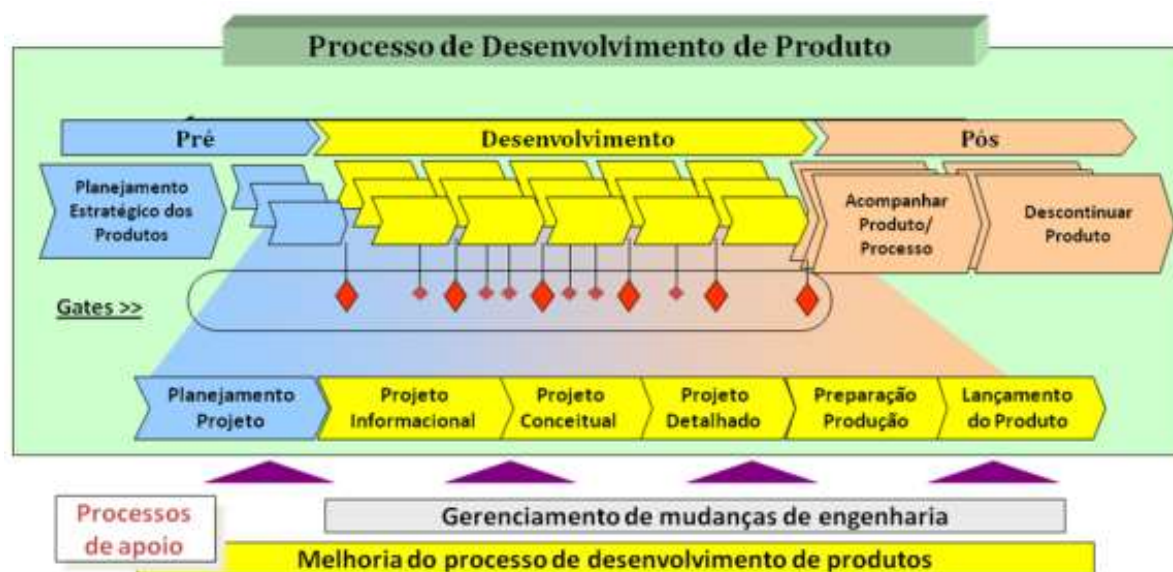 Processo de Desenvolvimento de Produto
Pré
Desenvolvimento
Pós
Planejamento
Estratégico dos
Produtos
Acompanhar
Produto/
Processo
Descontinuar
Produto
Gates >>
Planejamento
Projeto
Projeto
Informacional
Projeto
Conceitual
Projeto
Detalhado
Preparação
Produção
Lançamento
do Produto
Processos
de apoio
Gerenciamento de mudanças de engenharia
Melhoria do processo de desenvolvimento de produtos